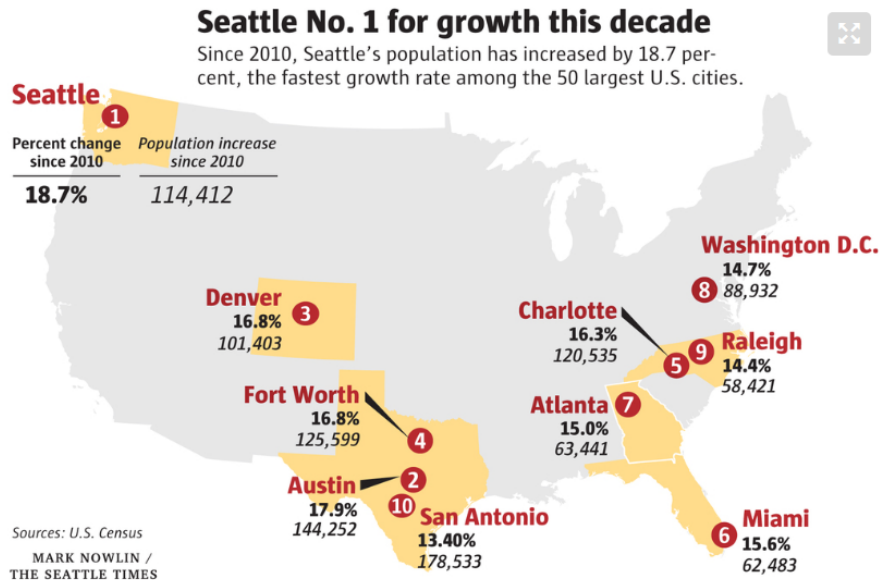 Seattle No. 1 for growth this decade
Since 2010, Seattle’s population has increased by 18.7 per-
cent, the fastest growth rate among the 50 largest U.S. cities.
Seattle
1
Percent change
since 2010
18.7%
Population increase
since 2010
114,412
Washington D.C.
14.7%
88,932
8
Denver
16.8%
101,403
3
Charlotte
16.3%
120,535
5
9
Raleigh
14.4%
58,421
Fort Worth
16.8%
125,599
4
Atlanta
15.0%
63,441
7
Austin
17.9%
144,252
2
10
San Antonio
13.40%
178,533
Miami
15.6%
62,483
6
Sources: U.S. Census
MARK NOWLIN /
THE SEATTLE TIMES